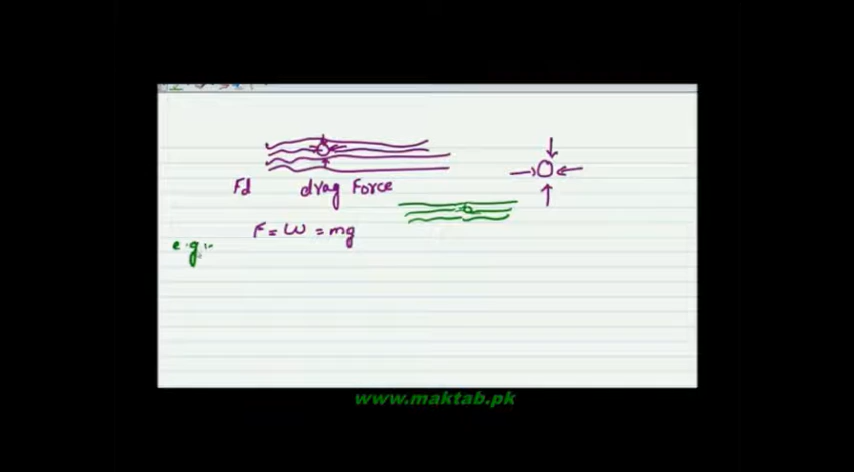 Fd drag Force
F = W = mg
e.g:-
www.maktab.pk